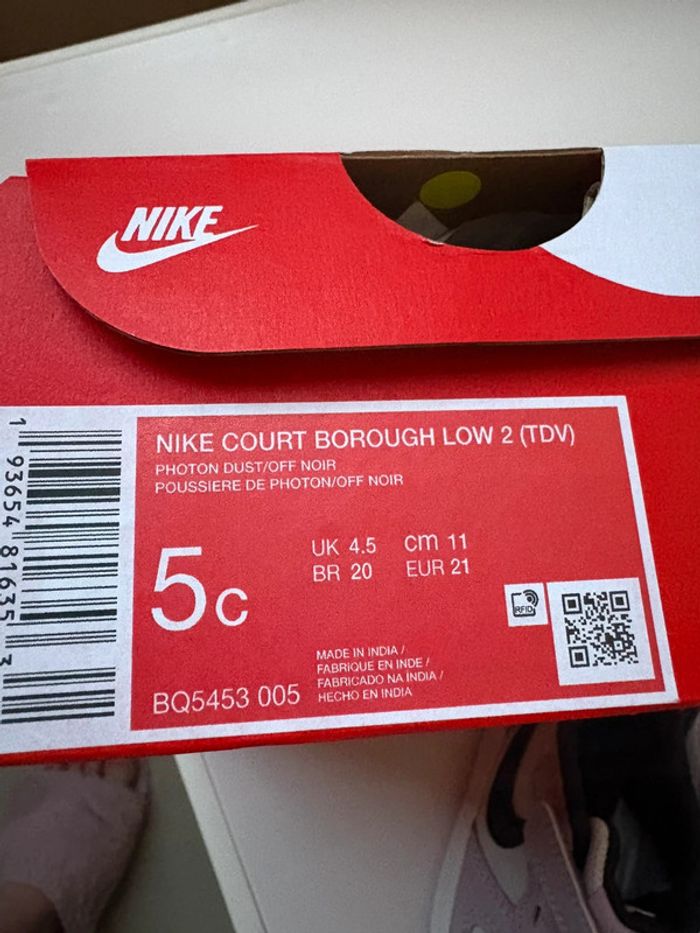 NIKE
NIKE COURT BOROUGH LOW 2 (TDV)
PHOTON DUST/OFF NOIR
POUSSIERE DE PHOTON/OFF NOIR
5c
UK 4.5 cm 11
BR 20 EUR 21
RFID
MADE IN INDIA /
FABRIQUE EN INDE /
FABRICADO NA ÍNDIA /
HECHO EN INDIA
BQ5453 005
1 93654 81635 3